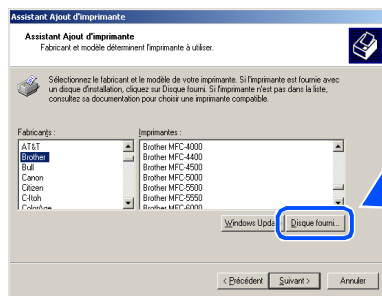 Assistant Ajout d'imprimante
Assistant Ajout d'imprimante
Fabricant et modèle déterminent l'imprimante à utiliser.
Sélectionnez le fabricant et le modèle de votre imprimante. Si l'imprimante est fournie avec
un disque d'installation, cliquez sur Disque fourni. Si l'imprimante n'est pas dans la liste,
consultez sa documentation pour choisir une imprimante compatible.
Fabricants : Imprimantes :
AT&T Brother MFC-4000
Brother Brother MFC-4400
Bull Brother MFC-4500
Canon Brother MFC-5000
Citizen Brother MFC-5500
C-Itoh Brother MFC-5550
ColorAge Brother MFC-6000
Windows Upda Disque fourni...
< Précédent Suivant > Annuler